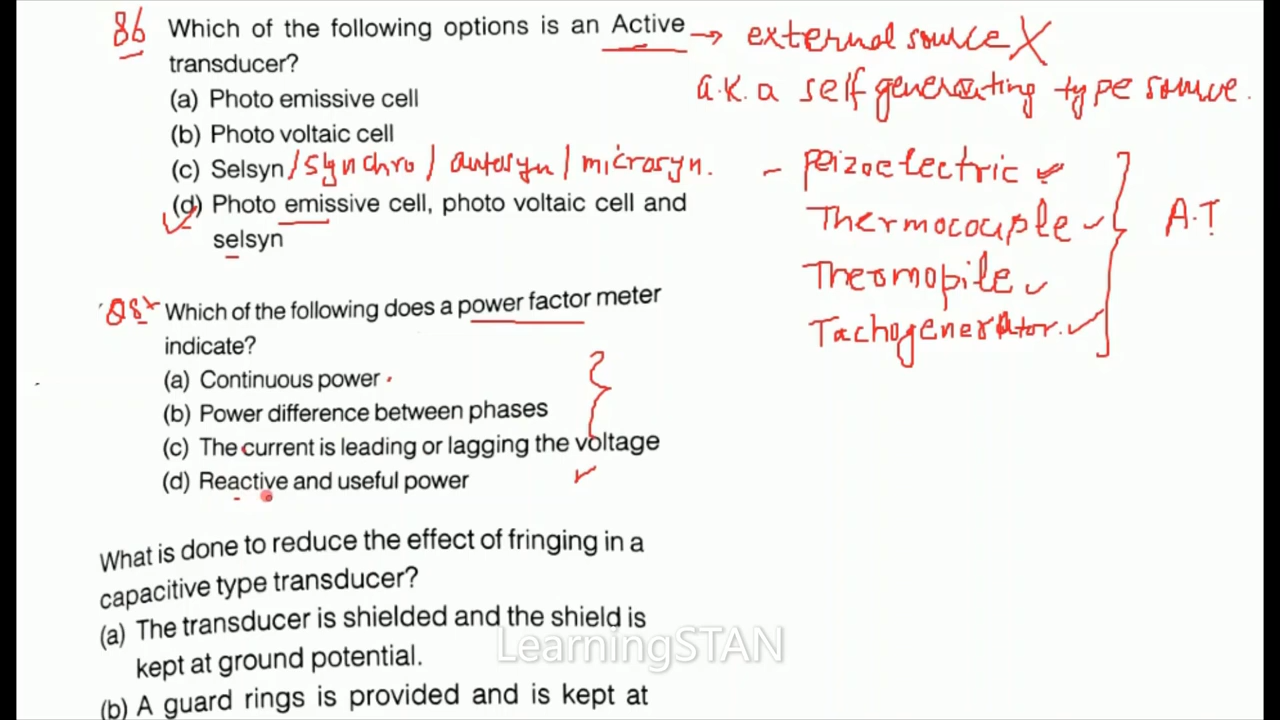 86 Which of the following options is an Active → external source X
transducer?
a.k.a self generating type source.
(a) Photo emissive cell
(b) Photo voltaic cell
(c) Selsyn/synchro/autosyn/microsyn.
(d) Photo emissive cell, photo voltaic cell and
selsyn
- Peizoelectric
Thermocouple
Thermopile
Tachogenerator.
A.T
Which of the following does a power factor meter
indicate?
(a) Continuous power
(b) Power difference between phases
(c) The current is leading or lagging the voltage
(d) Reactive and useful power
What is done to reduce the effect of fringing in a
capacitive type transducer?
(a) The transducer is shielded and the shield is
kept at ground potential.
(b) A guard rings is provided and is kept at
LearningSTAN